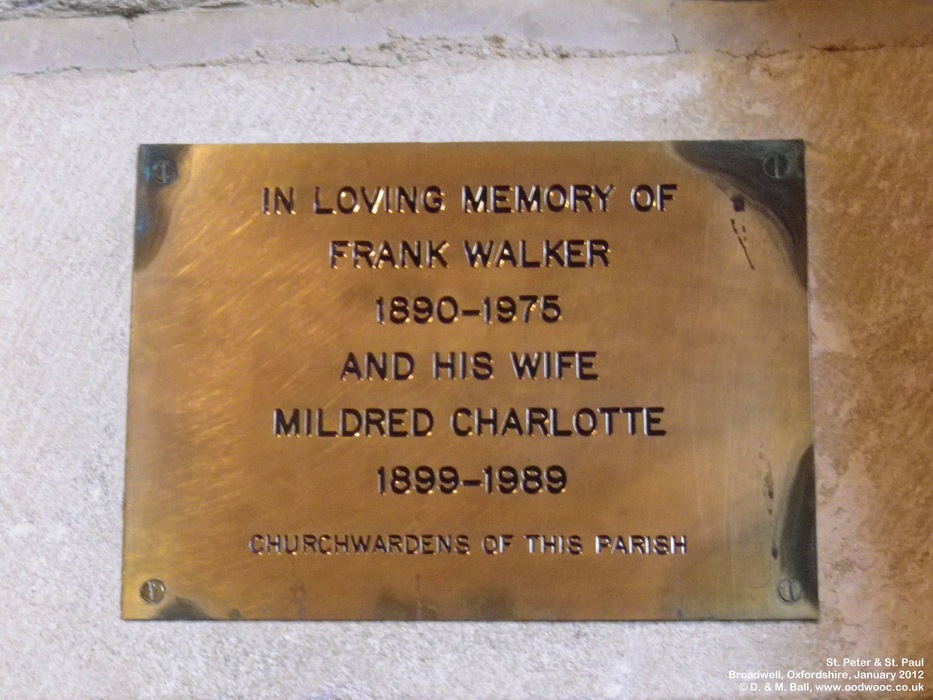 IN LOVING MEMORY OF
FRANK WALKER
1890-1975
AND HIS WIFE
MILDRED CHARLOTTE
1899-1989
CHURCHWARDENS OF THIS PARISH
St. Peter & St. Paul
Broadwell, Oxfordshire, January 2012
© D. & M. Ball, www.oodwooc.co.uk